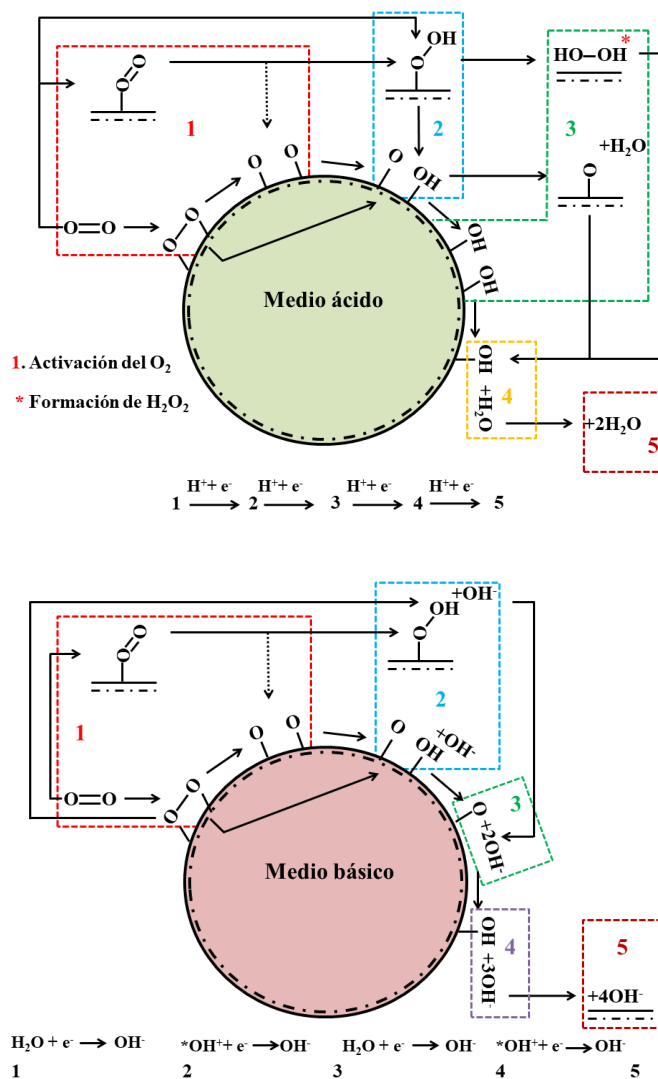 OH
O
*
HO–OH
O
O
1
2
3
+H₂O
O
O
O
O
OH
O=O
O
O
OH
OH
Medio ácido
1. Activación del O₂
* Formación de H₂O₂
OH +H₂O
4
+2H₂O
5
H⁺+ e⁻ H⁺+ e⁻ H⁺+ e⁻ H⁺+ e⁻
1 2 3 4 5
OH +OH⁻
O
O
O
1
2
O
O
O
OH +OH⁻
O=O
O
O
O +2OH⁻
3
Medio básico
OH +3OH⁻
4
5
+4OH⁻
H₂O + e⁻ → OH⁻ *OH⁺+ e⁻ → OH⁻ H₂O + e⁻ → OH⁻ *OH⁺+ e⁻ → OH⁻
1 2 3 4 5